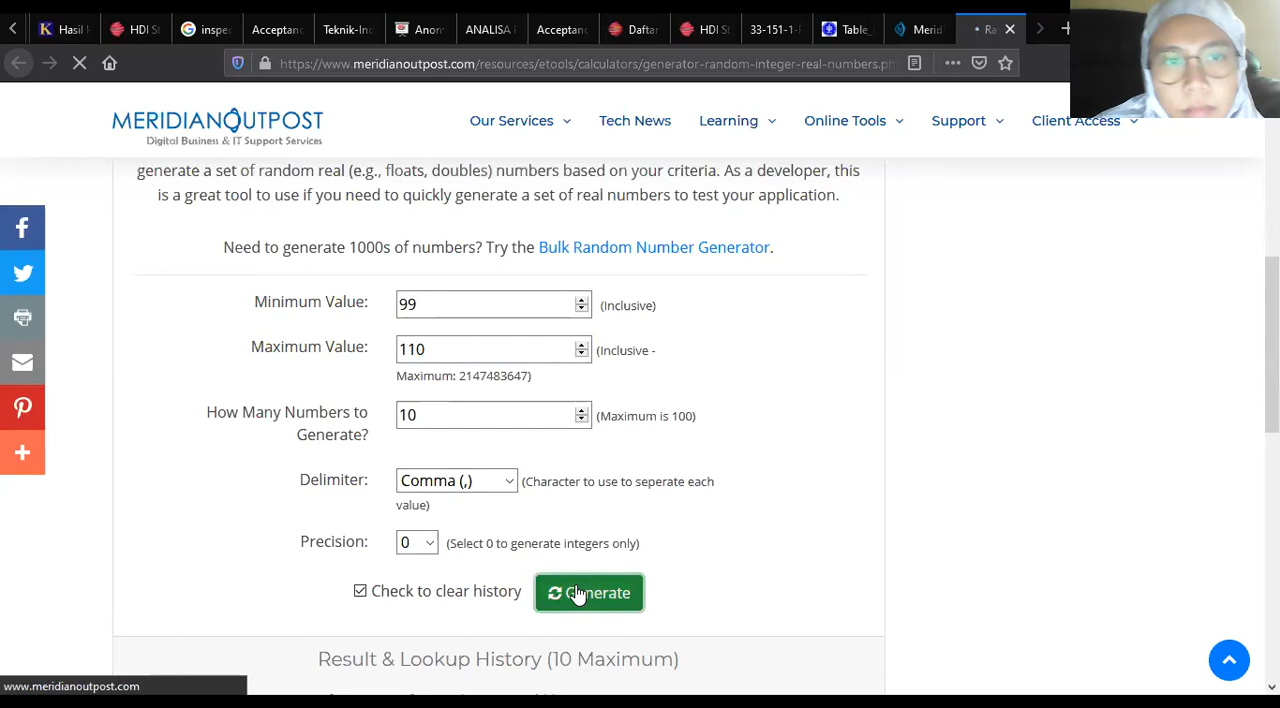 Hasil
HDI St
inspe
Acceptanc
Teknik-Ind
Anor
ANALISA
Acceptanc
Daftar
HDI St
33-151-1-
Table_
Merid
Ra
https://www.meridianoutpost.com/resources/etools/calculators/generator-random-integer-real-numbers.ph
MERIDIANOUTPOST
Digital Business & IT Support Services
Our Services
Tech News
Learning
Online Tools
Support
Client Access
generate a set of random real (e.g., floats, doubles) numbers based on your criteria. As a developer, this
is a great tool to use if you need to quickly generate a set of real numbers to test your application.
Need to generate 1000s of numbers? Try the Bulk Random Number Generator.
Minimum Value: 99 (Inclusive)
Maximum Value: 110 (Inclusive -
Maximum: 2147483647)
How Many Numbers to
Generate? 10 (Maximum is 100)
Delimiter: Comma (,) (Character to use to seperate each
value)
Precision: 0 (Select 0 to generate integers only)
Check to clear history
Generate
Result & Lookup History (10 Maximum)
www.meridianoutpost.com